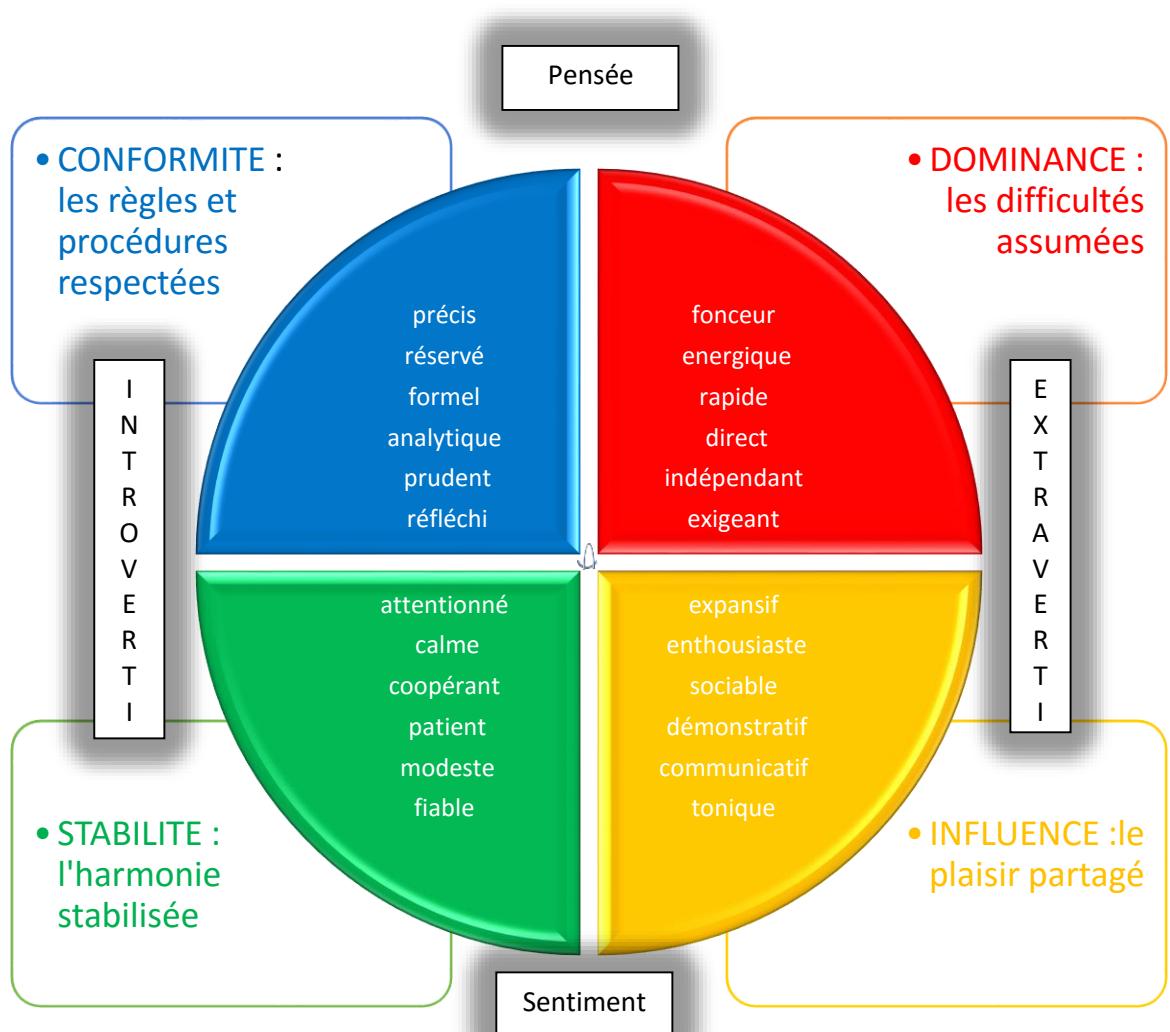 Pensée
• CONFORMITE :
les règles et
procédures
respectées
• DOMINANCE :
les difficultés
assumées
précis
réservé
formel
analytique
prudent
réfléchi
fonceur
energique
rapide
direct
indépendant
exigeant
I
N
T
R
O
V
E
R
T
I
E
X
T
R
A
V
E
R
T
I
attentionné
calme
coopérant
patient
modeste
fiable
expansif
enthousiaste
sociable
démonstratif
communicatif
tonique
• STABILITE :
l'harmonie
stabilisée
• INFLUENCE :le
plaisir partagé
Sentiment